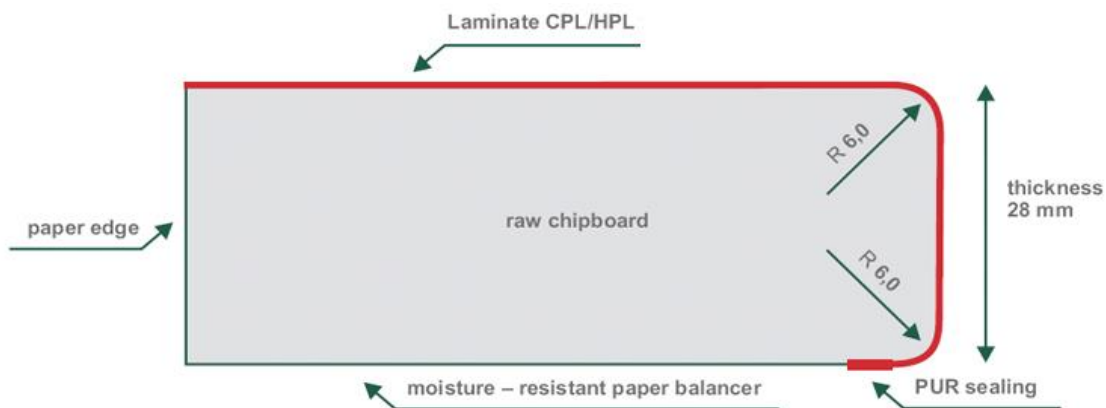 Laminate CPL/HPL
R 6,0
thickness
28 mm
paper edge
raw chipboard
R 6,0
moisture – resistant paper balancer
PUR sealing